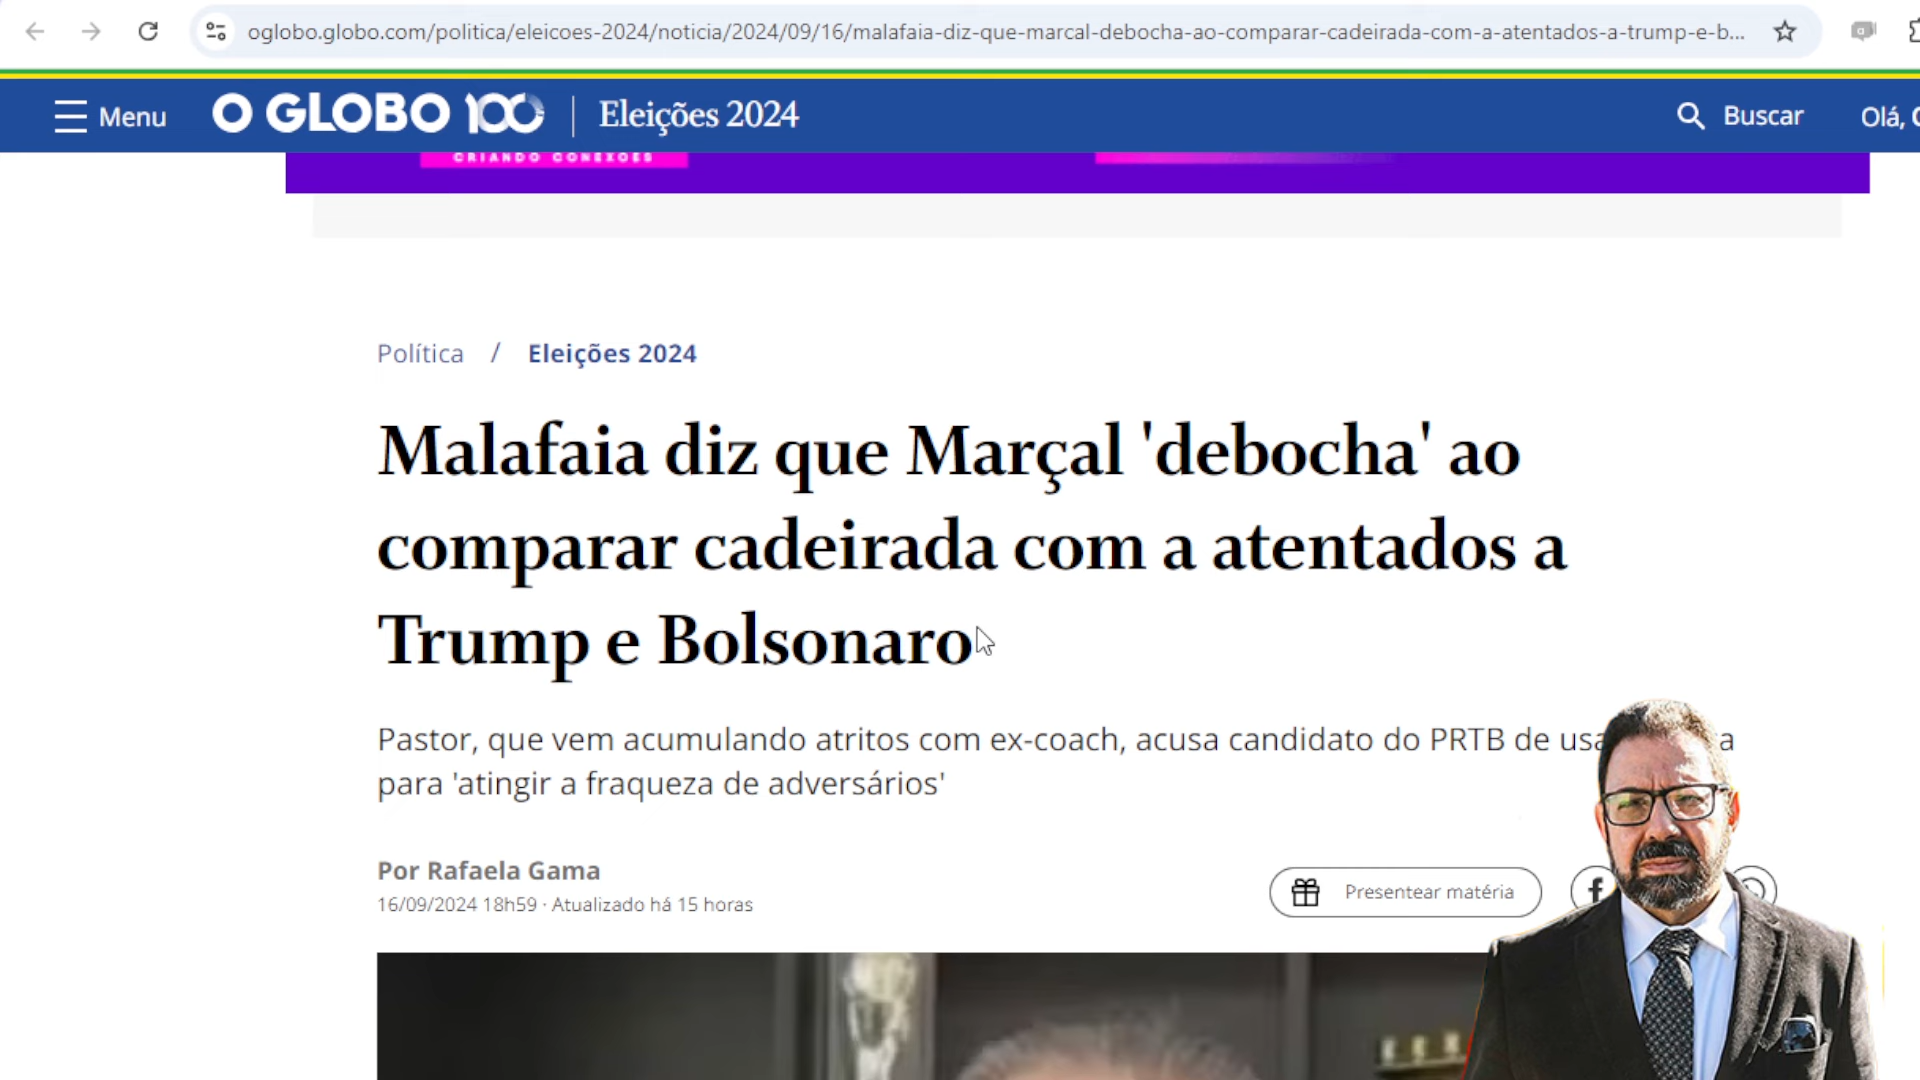 oglobo.globo.com/politica/eleicoes-2024/noticia/2024/09/16/malafaia-diz-que-marcal-debocha-ao-comparar-cadeirada-com-a-atentados-a-trump-e-b...
Menu O GLOBO 100 Eleições 2024 Buscar Olá,
CRIANDO CONEXÕES
Política / Eleições 2024
Malafaia diz que Marçal 'debocha' ao
comparar cadeirada com a atentados a
Trump e Bolsonaro
Pastor, que vem acumulando atritos com ex-coach, acusa candidato do PRTB de
para 'atingir a fraqueza de adversários'
Por Rafaela Gama
16/09/2024 18h59 · Atualizado há 15 horas
Presentear matéria